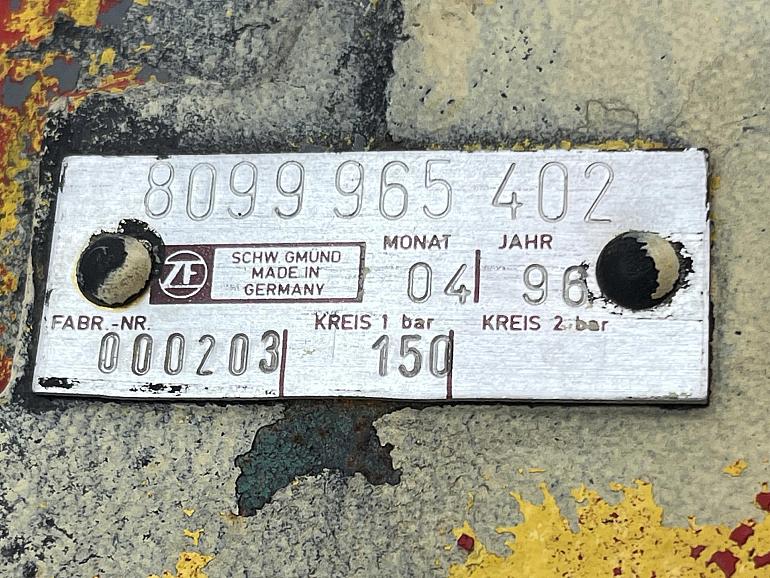 8099 965 402
ZF
SCHW. GMÜND
MADE IN
GERMANY
MONAT JAHR
04 96
FABR.-NR. KREIS 1 bar KREIS 2 bar
000203 150